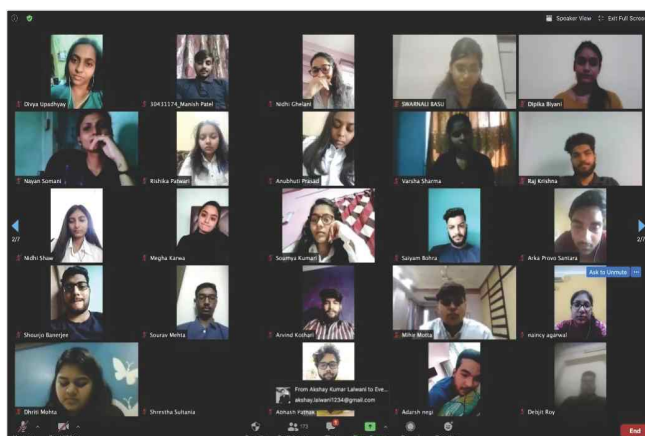 Speaker View Exit Full Screen
Divya Upadhyay
30431174_Manish Patel
Nidhi Ghelani
SWARNALI BASU
Dipika Biyani
Nayan Somani
Rishika Patwari
Anubhuti Prasad
Varsha Sharma
Raj Krishna
2/7
2/7
Nidhi Shaw
Megha Karwa
Soumya Kumari
Saiyam Bohra
Arka Provo Santara
Ask to Unmute ...
Shourjo Banerjee
Sourav Mehta
Arvind Kothari
Mihir Motta
naincy agarwal
From Akshay Kumar Lalwani to Eve...
akshay.lalwani1234@gmail.com
Dhriti Mohta
Shrestha Sultania
Abhash Pathak
Adarsh negi
Debjit Roy
173
End